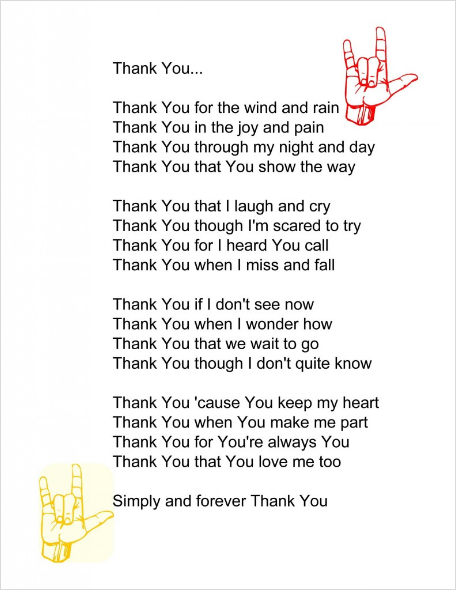 Thank You...
Thank You for the wind and rain
Thank You in the joy and pain
Thank You through my night and day
Thank You that You show the way
Thank You that I laugh and cry
Thank You though I'm scared to try
Thank You for I heard You call
Thank You when I miss and fall
Thank You if I don't see now
Thank You when I wonder how
Thank You that we wait to go
Thank You though I don't quite know
Thank You 'cause You keep my heart
Thank You when You make me part
Thank You for You're always You
Thank You that You love me too
Simply and forever Thank You